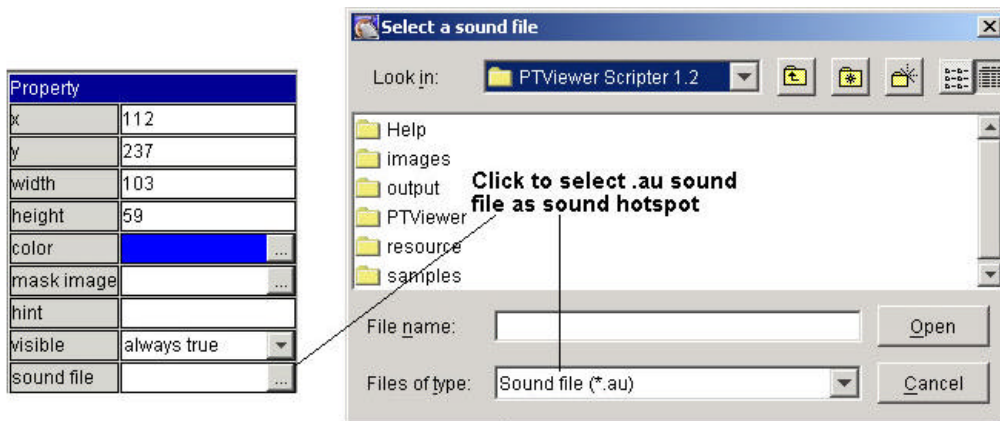 Property
x 112
y 237
width 103
height 59
color ...
mask image ...
hint
visible always true
sound file ...
Select a sound file
Look in: PTViewer Scripter 1.2
Help
images
output
PTViewer
resource
samples
Click to select .au sound
file as sound hotspot
File name: Open
Files of type: Sound file (*.au) Cancel